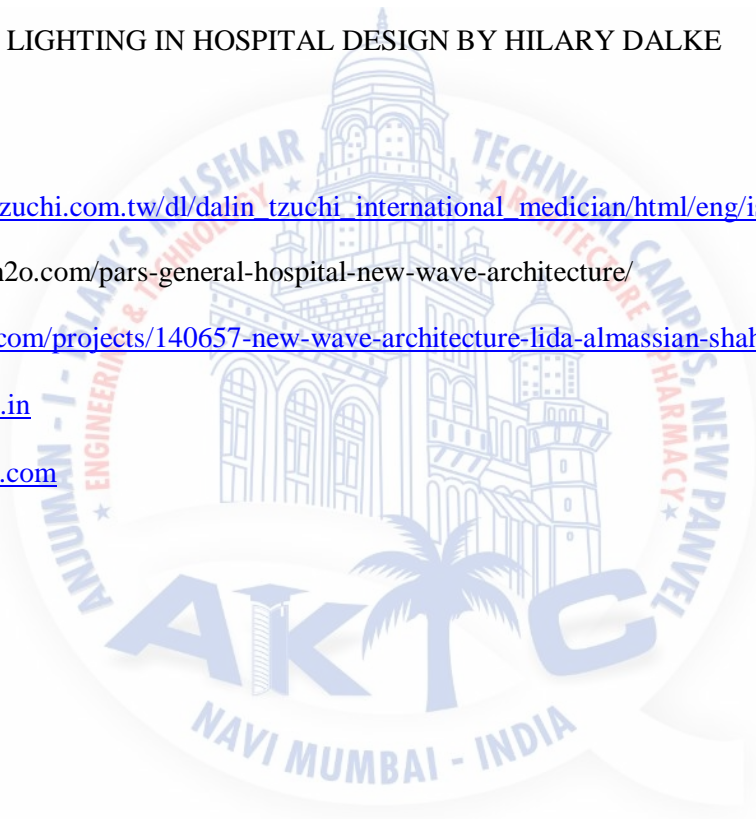 LIGHTING IN HOSPITAL DESIGN BY HILARY DALKE
zuchi.com.tw/dl/dalin_tzuchi_international_medician/html/eng/i
n2o.com/pars-general-hospital-new-wave-architecture/
.com/projects/140657-new-wave-architecture-lida-almassian-shah
.in
.com
ANJUMAN - I - ISLAM'S KALSEKAR TECHNICAL CAMPUS, NEW PANVEL
ENGINEERING & TECHNOLOGY * * ARCHITECTURE * PHARMACY *
AKTC
NAVI MUMBAI - INDIA